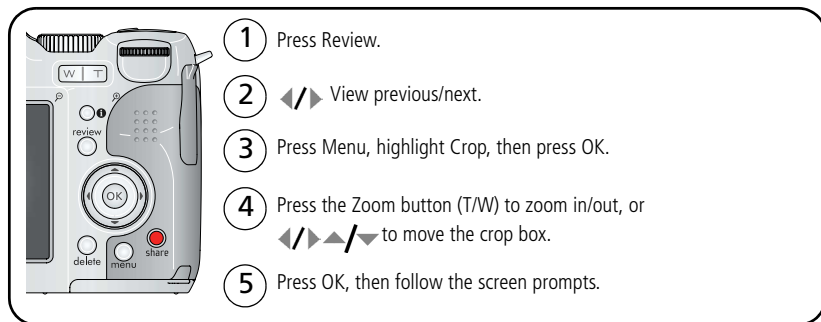 W T
review
OK
delete
menu
share
1 Press Review.
2 ◀/▶ View previous/next.
3 Press Menu, highlight Crop, then press OK.
4 Press the Zoom button (T/W) to zoom in/out, or
◀/▶ ▲/▼ to move the crop box.
5 Press OK, then follow the screen prompts.